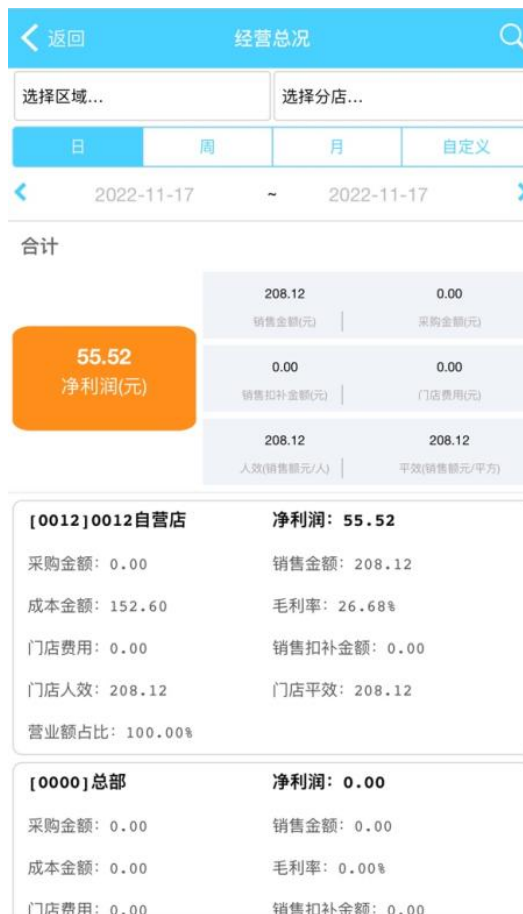 返回 经营总况
选择区域... 选择分店...
日 周 月 自定义
2022-11-17 ~ 2022-11-17
合计
208.12 0.00
销售金额(元) 采购金额(元)
55.52
净利润(元)
0.00 0.00
销售扣补金额(元) 门店费用(元)
208.12 208.12
人效(销售额元/人) 平效(销售额元/平方)
[0012]0012自营店 净利润: 55.52
采购金额: 0.00 销售金额: 208.12
成本金额: 152.60 毛利率: 26.68%
门店费用: 0.00 销售扣补金额: 0.00
门店人效: 208.12 门店平效: 208.12
营业额占比: 100.00%
[0000]总部 净利润: 0.00
采购金额: 0.00 销售金额: 0.00
成本金额: 0.00 毛利率: 0.00%
门店费用: 0.00 销售扣补金额: 0.00